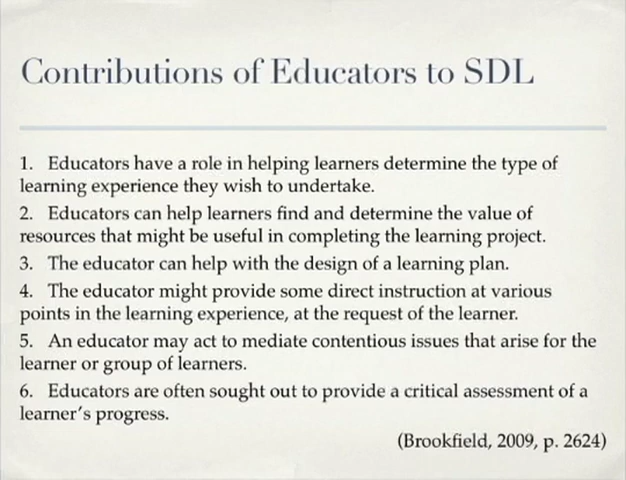 Contributions of Educators to SDL
1. Educators have a role in helping learners determine the type of
learning experience they wish to undertake.
2. Educators can help learners find and determine the value of
resources that might be useful in completing the learning project.
3. The educator can help with the design of a learning plan.
4. The educator might provide some direct instruction at various
points in the learning experience, at the request of the learner.
5. An educator may act to mediate contentious issues that arise for the
learner or group of learners.
6. Educators are often sought out to provide a critical assessment of a
learner's progress.
(Brookfield, 2009, p. 2624)